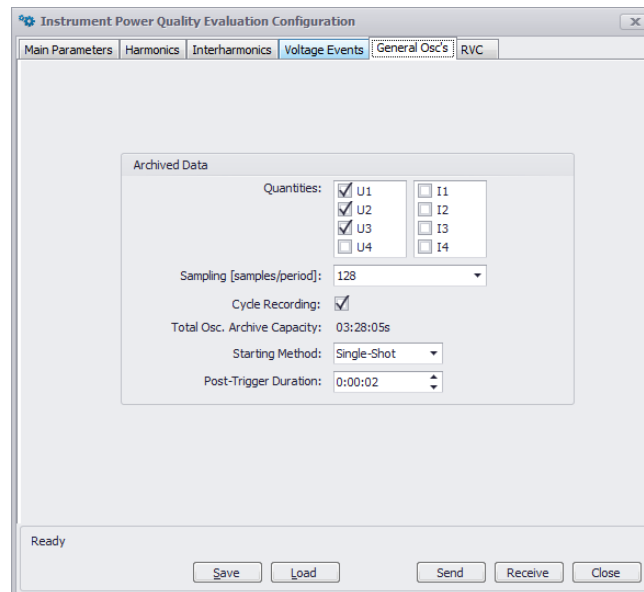 Instrument Power Quality Evaluation Configuration
Main Parameters Harmonics Interharmonics Voltage Events General Osc's RVC
Archived Data
Quantities: U1 I1
U2 I2
U3 I3
U4 I4
Sampling [samples/period]: 128
Cycle Recording:
Total Osc. Archive Capacity: 03:28:05s
Starting Method: Single-Shot
Post-Trigger Duration: 0:00:02
Ready
Save Load Send Receive Close